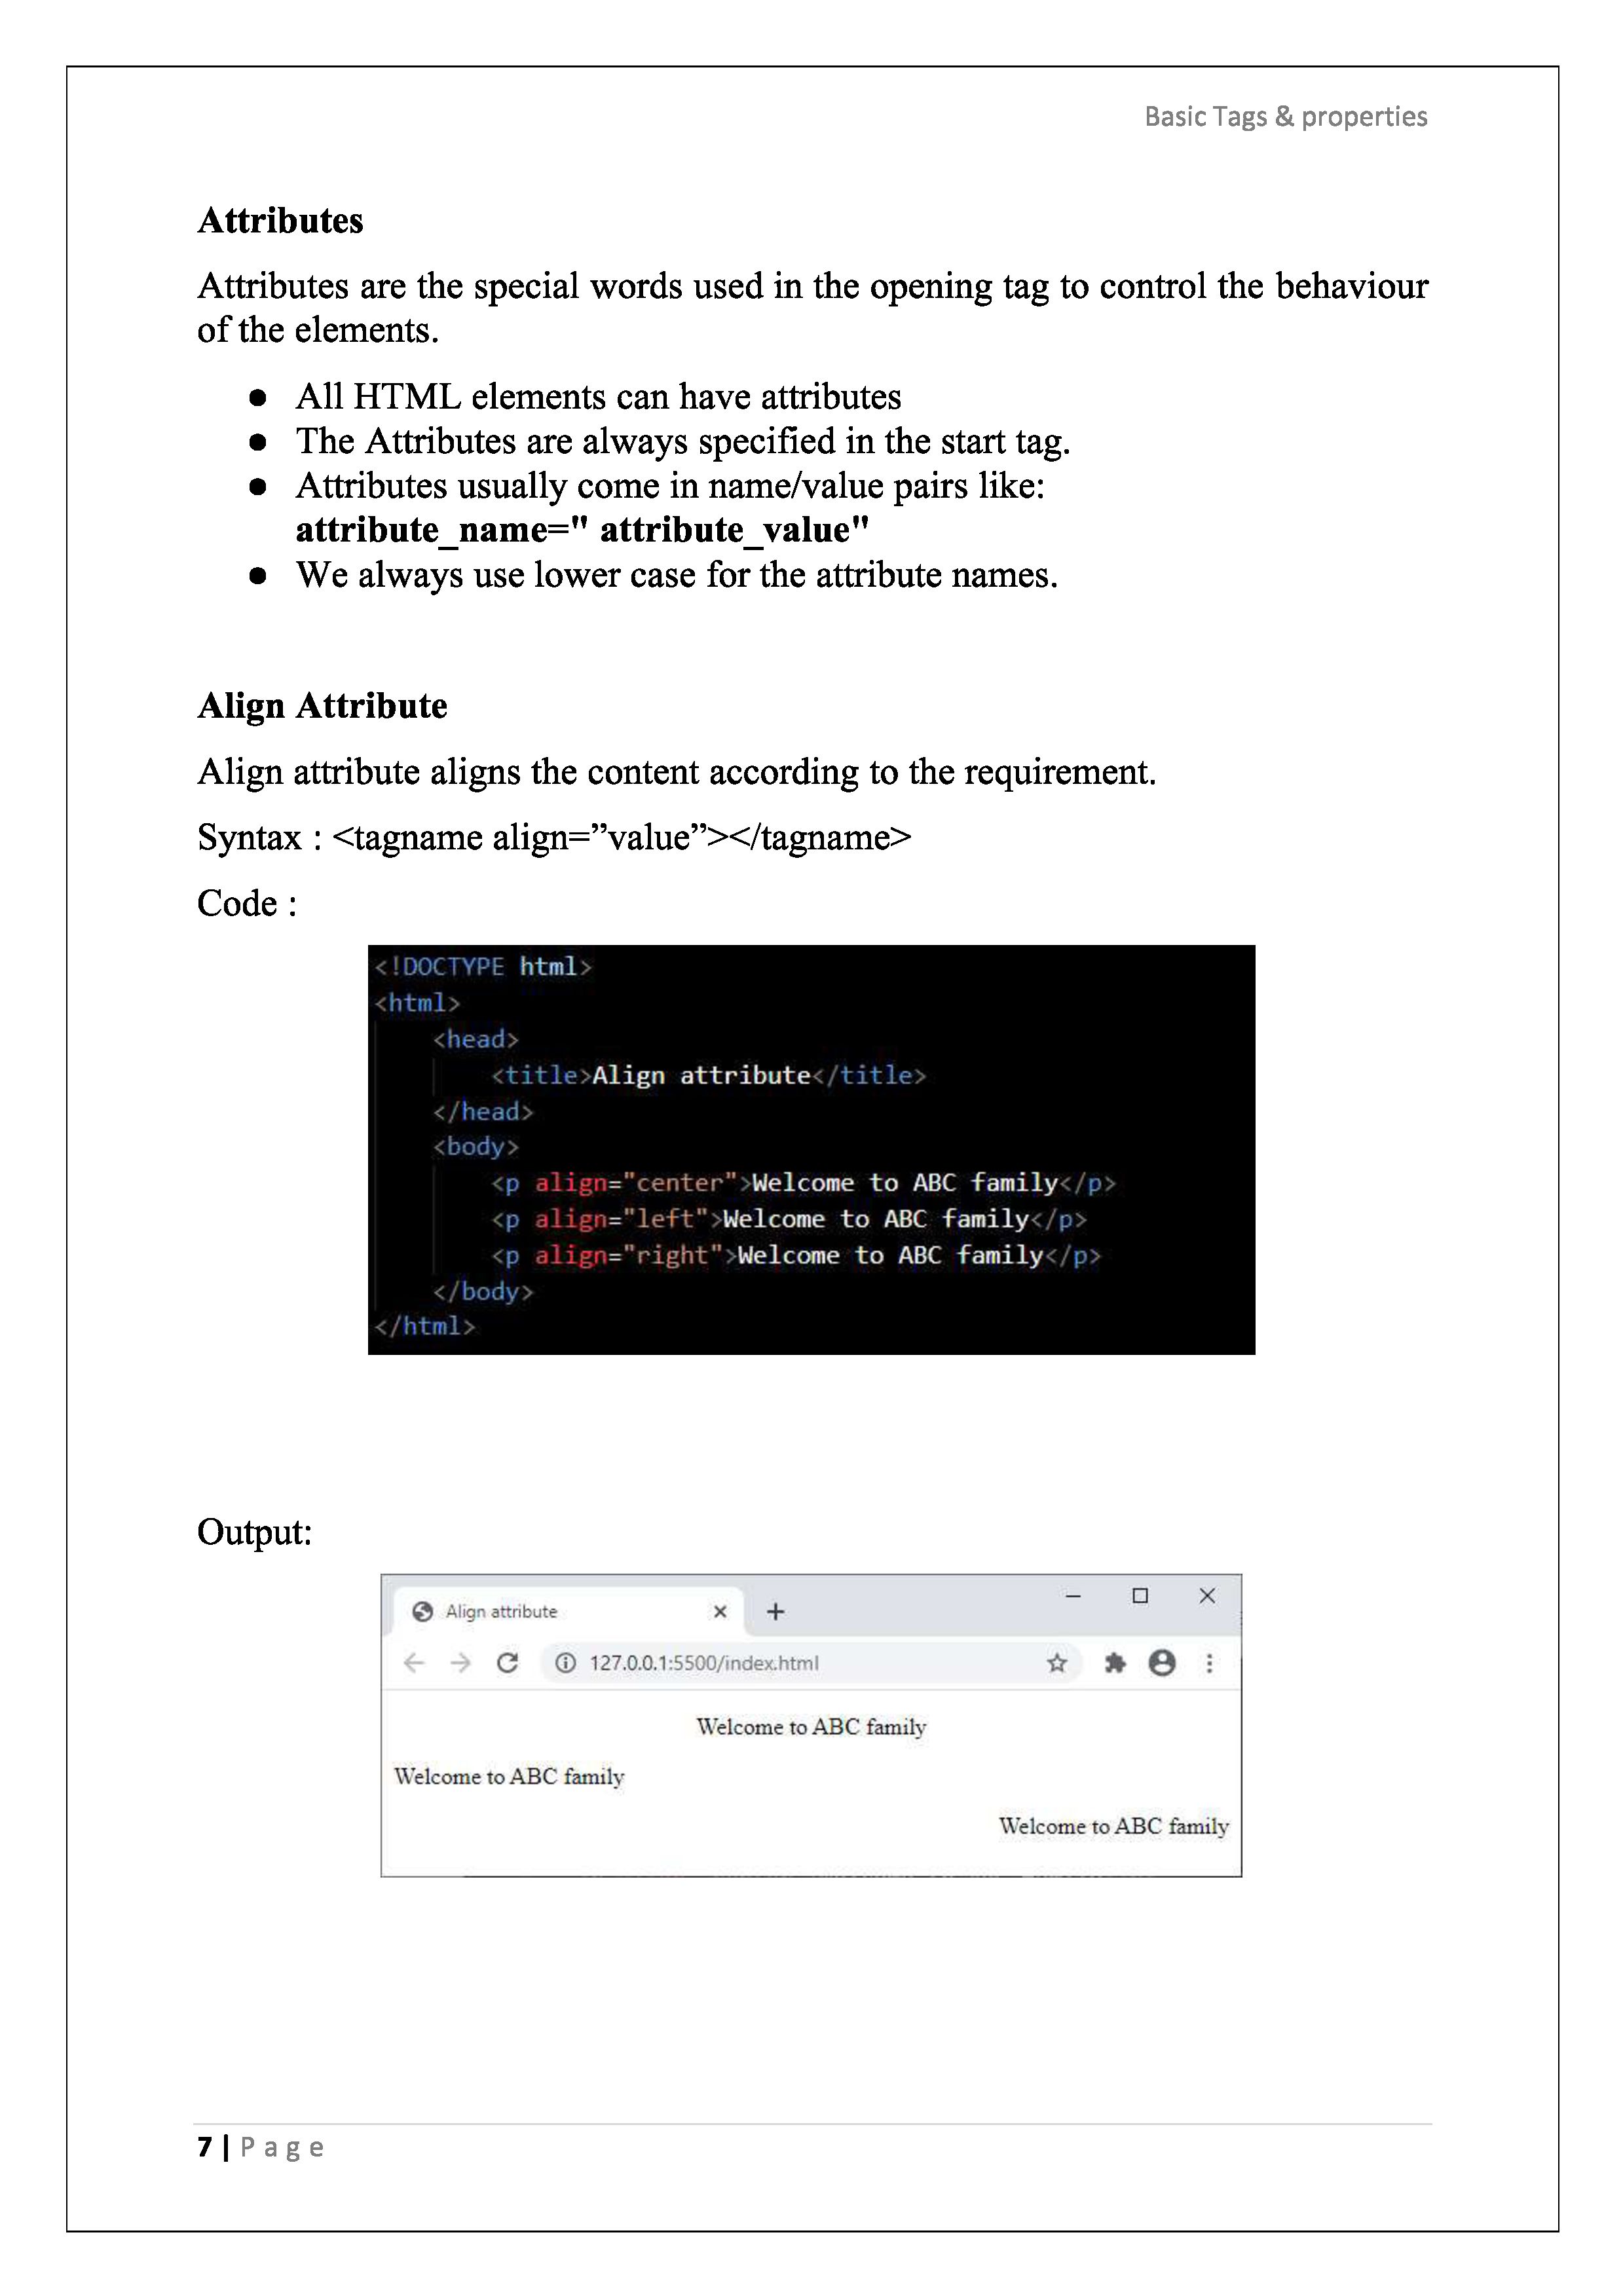 Basic Tags & properties
Attributes
Attributes are the special words used in the opening tag to control the behaviour
of the elements.
● All HTML elements can have attributes
● The Attributes are always specified in the start tag.
● Attributes usually come in name/value pairs like:
attribute_name=" attribute_value"
● We always use lower case for the attribute names.
Align Attribute
Align attribute aligns the content according to the requirement.
Syntax : <tagname align=”value”></tagname>
Code :
<!DOCTYPE html>
<html>
<head>
<title>Align attribute</title>
</head>
<body>
<p align="center">Welcome to ABC family</p>
<p align="left">Welcome to ABC family</p>
<p align="right">Welcome to ABC family</p>
</body>
</html>
Output:
Align attribute
127.0.0.1:5500/index.html
Welcome to ABC family
Welcome to ABC family
Welcome to ABC family
7 | Page